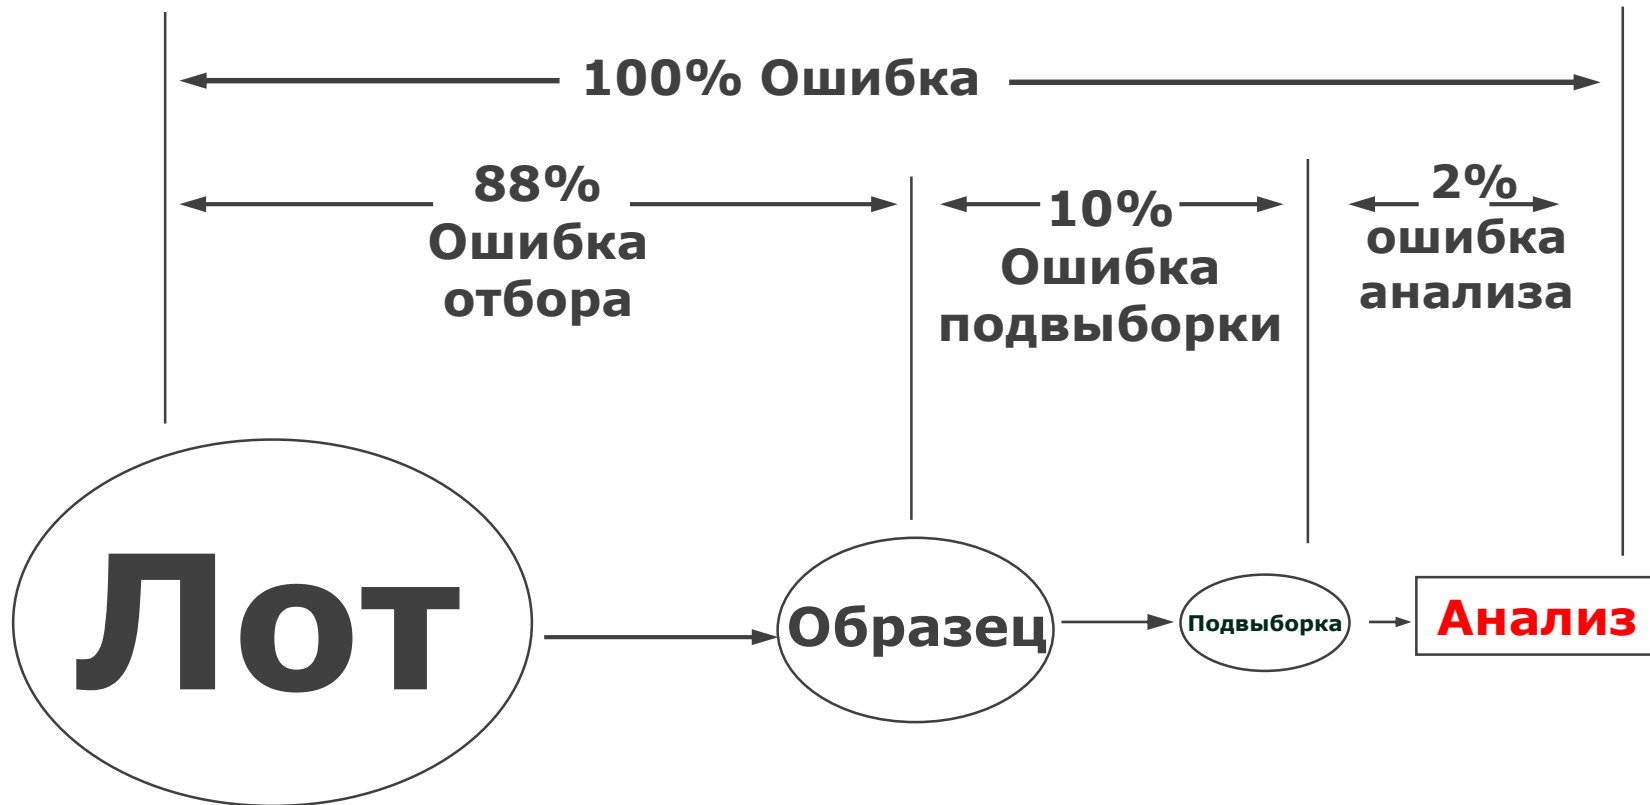 100% Ошибка
88%
Ошибка
отбора
10%
Ошибка
подвыборки
2%
ошибка
анализа
Лот
Образец
Подвыборка
Анализ